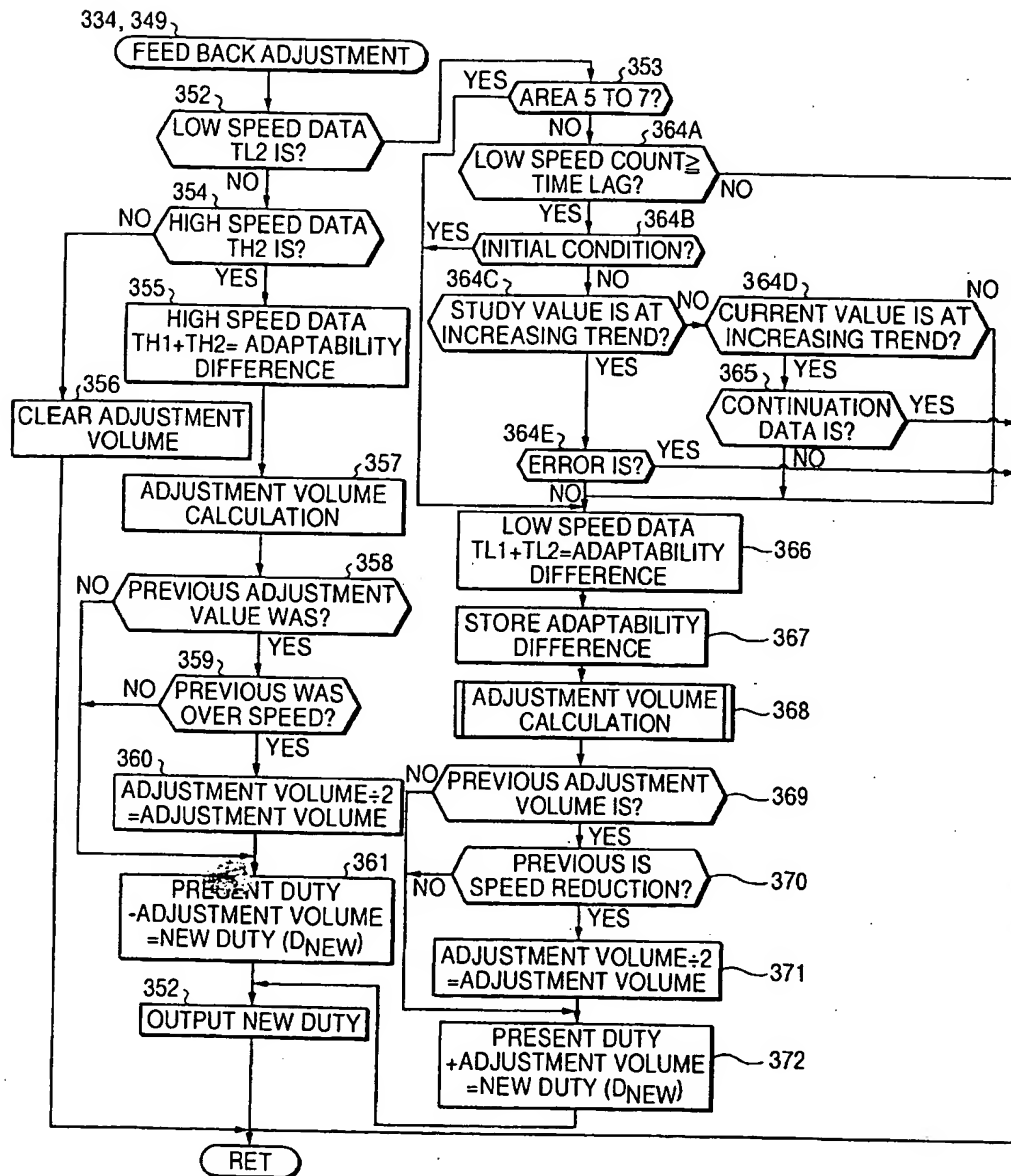 334, 349
FEED BACK ADJUSTMENT
352
LOW SPEED DATA
TL2 IS?
NO
354
NO
HIGH SPEED DATA
TH2 IS?
YES
355
HIGH SPEED DATA
TH1+TH2= ADAPTABILITY
DIFFERENCE
356
CLEAR ADJUSTMENT
VOLUME
357
ADJUSTMENT VOLUME
CALCULATION
358
NO
PREVIOUS ADJUSTMENT
VALUE WAS?
YES
359
NO
PREVIOUS WAS
OVER SPEED?
YES
360
ADJUSTMENT VOLUME÷2
=ADJUSTMENT VOLUME
361
PRESENT DUTY
-ADJUSTMENT VOLUME
=NEW DUTY (DNEW)
352
OUTPUT NEW DUTY
RET
353
YES
AREA 5 TO 7?
NO
364A
LOW SPEED COUNT≧
TIME LAG?
NO
YES
364B
YES
INITIAL CONDITION?
NO
364C
STUDY VALUE IS AT
INCREASING TREND?
NO
YES
364D
NO
CURRENT VALUE IS AT
INCREASING TREND?
YES
365
CONTINUATION
DATA IS?
YES
NO
364E
ERROR IS?
YES
NO
LOW SPEED DATA
TL1+TL2=ADAPTABILITY
DIFFERENCE
366
STORE ADAPTABILITY
DIFFERENCE
367
ADJUSTMENT VOLUME
CALCULATION
368
NO
PREVIOUS ADJUSTMENT
VOLUME IS?
369
YES
PREVIOUS IS
SPEED REDUCTION?
370
NO
YES
ADJUSTMENT VOLUME÷2
=ADJUSTMENT VOLUME
371
PRESENT DUTY
+ADJUSTMENT VOLUME
=NEW DUTY (DNEW)
372